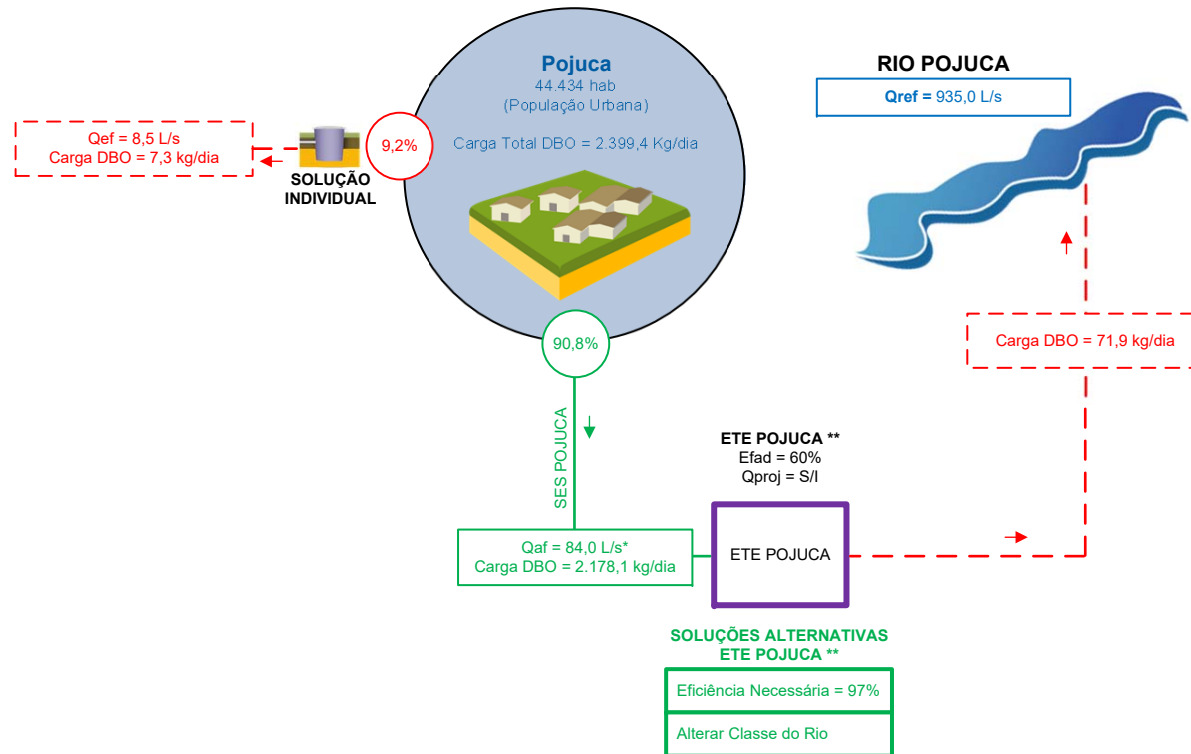 Pojuca
44.434 hab
(População Urbana)
Carga Total DBO = 2.399,4 Kg/dia
RIO POJUCA
Qref = 935,0 L/s
Qef = 8,5 L/s
Carga DBO = 7,3 kg/dia
9,2%
SOLUÇÃO
INDIVIDUAL
90,8%
Carga DBO = 71,9 kg/dia
SES POJUCA
ETE POJUCA **
Efad = 60%
Qproj = S/I
Qaf = 84,0 L/s*
Carga DBO = 2.178,1 kg/dia
ETE POJUCA
SOLUÇÕES ALTERNATIVAS
ETE POJUCA **
Eficiência Necessária = 97%
Alterar Classe do Rio